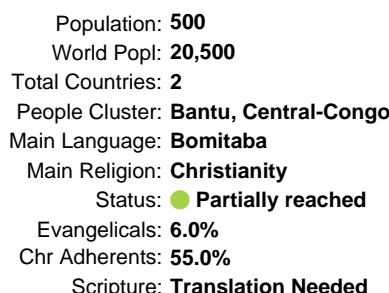 Population: 500
World Popl: 20,500
Total Countries: 2
People Cluster: Bantu, Central-Congo
Main Language: Bomitaba
Main Religion: Christianity
Status: Partially reached
Evangelicals: 6.0%
Chr Adherents: 55.0%
Scripture: Translation Needed